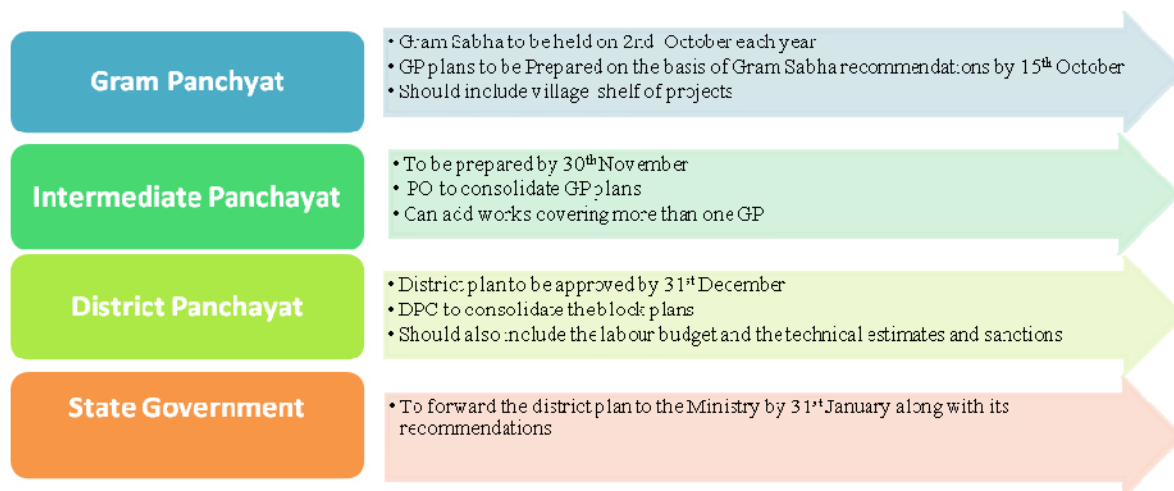 Gram Panchyat
• Gram Sabha to be held on 2nd October each year
• GP plans to be Prepared on the basis of Gram Sabha recommendations by 15th October
• Should include village shelf of projects
Intermediate Panchayat
• To be prepared by 30th November
• PO to consolidate GP plans
• Can add works covering more than one GP
District Panchayat
• District plan to be approved by 31st December
• DPC to consolidate the block plans
• Should also include the labour budget and the technical estimates and sanctions
State Government
• To forward the district plan to the Ministry by 31st January along with its
recommendations